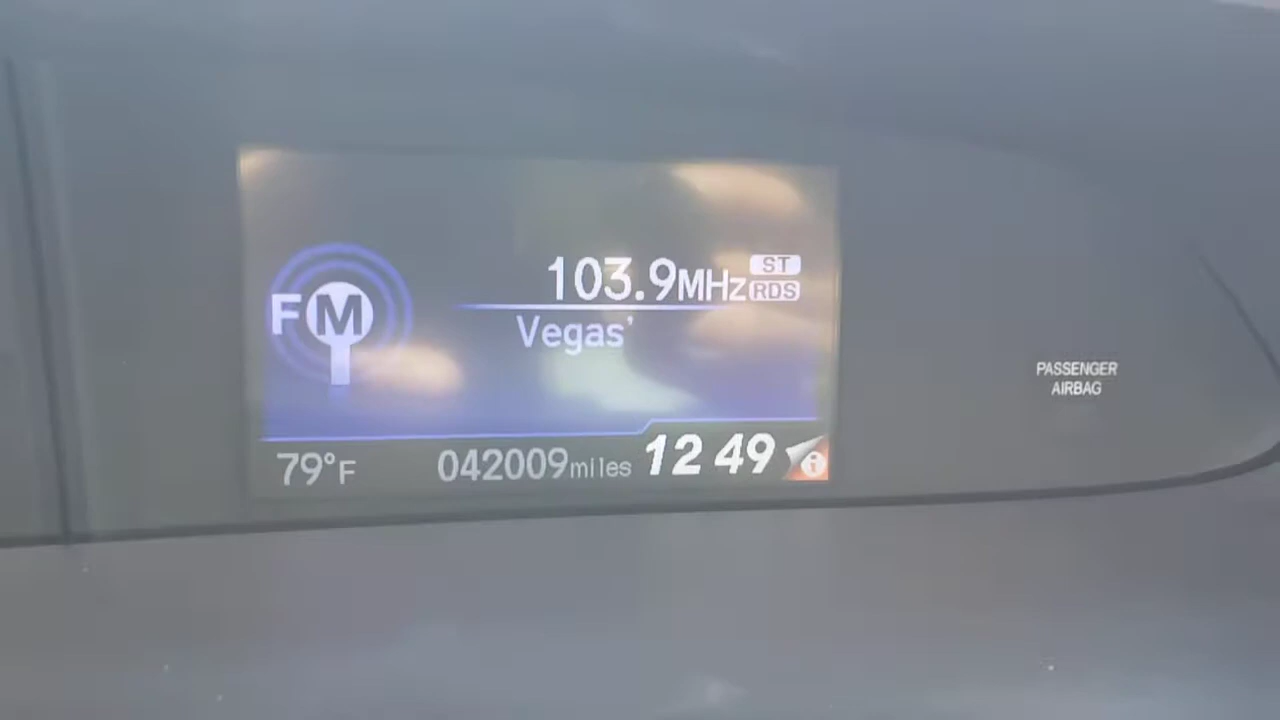 103.9MHz ST
RDS
FM
Vegas'
79°F 042009miles 12 49 i
PASSENGER
AIRBAG